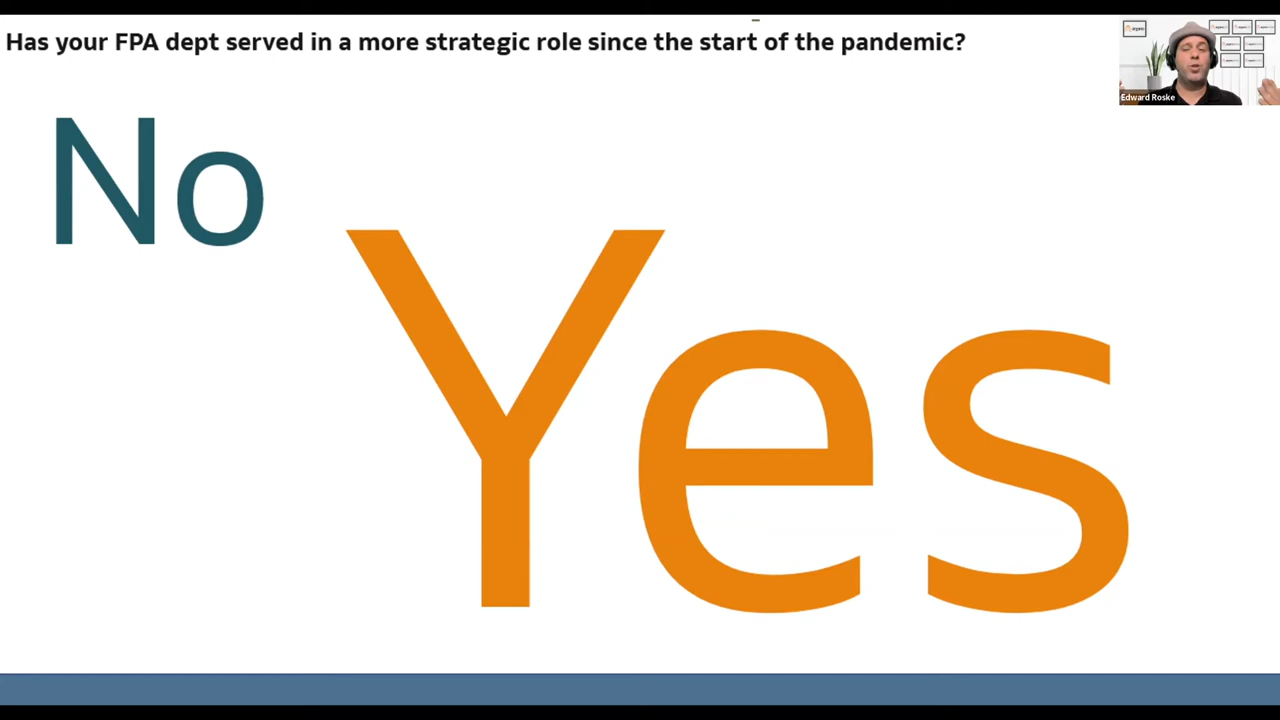 Has your FPA dept served in a more strategic role since the start of the pandemic?
Edward Roske
No
Yes